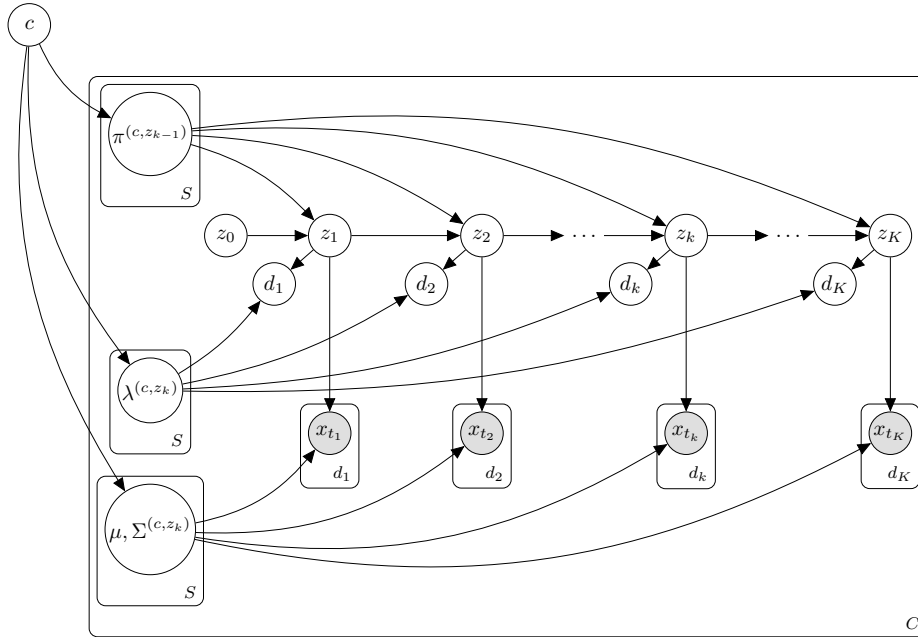 c
π^{(c,z_{k−1})}
S
z_0 z_1 z_2 ··· z_k ··· z_K
d_1 d_2 d_k d_K
λ^{(c,z_k)}
S
x_{t_1} x_{t_2} x_{t_k} x_{t_K}
d_1 d_2 d_k d_K
μ, Σ^{(c,z_k)}
S
C